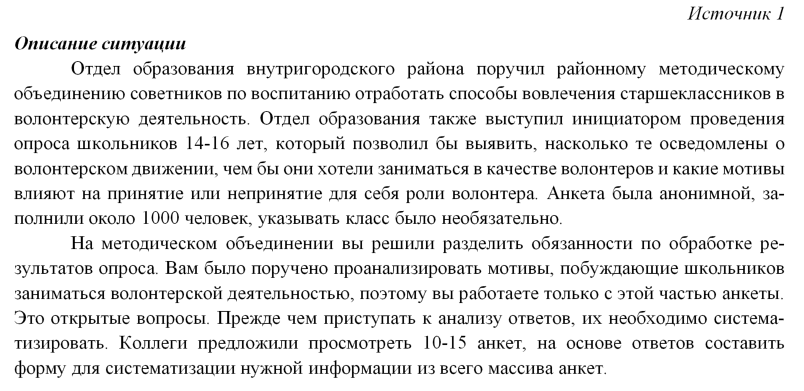 Источник 1
Описание ситуации
Отдел образования внутригородского района поручил районному методическому
объединению советников по воспитанию отработать способы вовлечения старшеклассников в
волонтерскую деятельность. Отдел образования также выступил инициатором проведения
опроса школьников 14-16 лет, который позволил бы выявить, насколько те осведомлены о
волонтерском движении, чем бы они хотели заниматься в качестве волонтеров и какие мотивы
влияют на принятие или непринятие для себя роли волонтера. Анкета была анонимной, за-
полнили около 1000 человек, указывать класс было необязательно.
На методическом объединении вы решили разделить обязанности по обработке ре-
зультатов опроса. Вам было поручено проанализировать мотивы, побуждающие школьников
заниматься волонтерской деятельностью, поэтому вы работаете только с этой частью анкеты.
Это открытые вопросы. Прежде чем приступать к анализу ответов, их необходимо система-
тизировать. Коллеги предложили просмотреть 10-15 анкет, на основе ответов составить
форму для систематизации нужной информации из всего массива анкет.